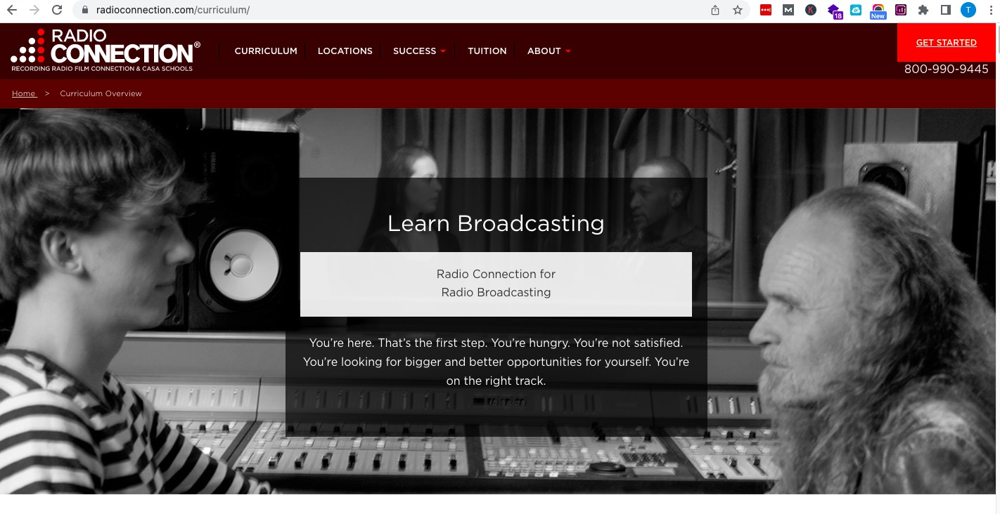 radioconnection.com/curriculum/
18
New
T
RADIO
CONNECTION®
RECORDING RADIO FILM CONNECTION & CASA SCHOOLS
CURRICULUM
LOCATIONS
SUCCESS
TUITION
ABOUT
GET STARTED
800-990-9445
Home > Curriculum Overview
Learn Broadcasting
Radio Connection for
Radio Broadcasting
You’re here. That’s the first step. You’re hungry. You’re not satisfied.
You’re looking for bigger and better opportunities for yourself. You’re
on the right track.